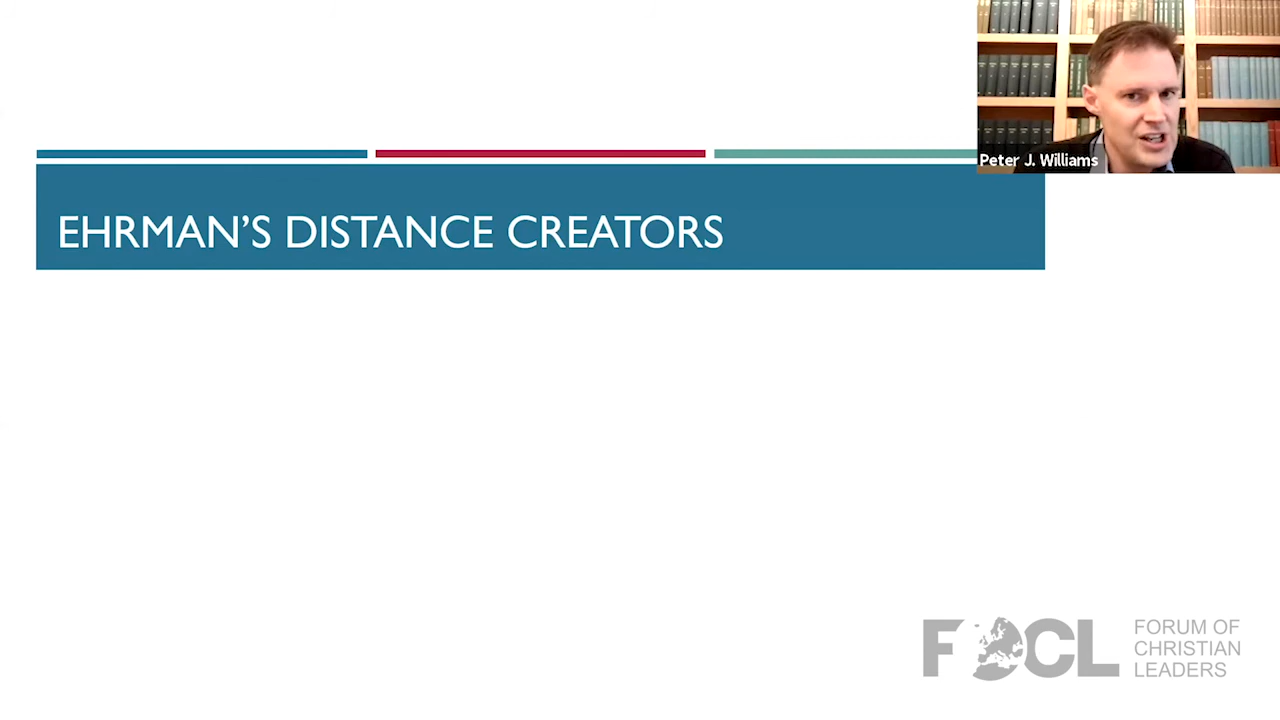 Peter J. Williams
EHRMAN'S DISTANCE CREATORS
FOCL
FORUM OF
CHRISTIAN
LEADERS